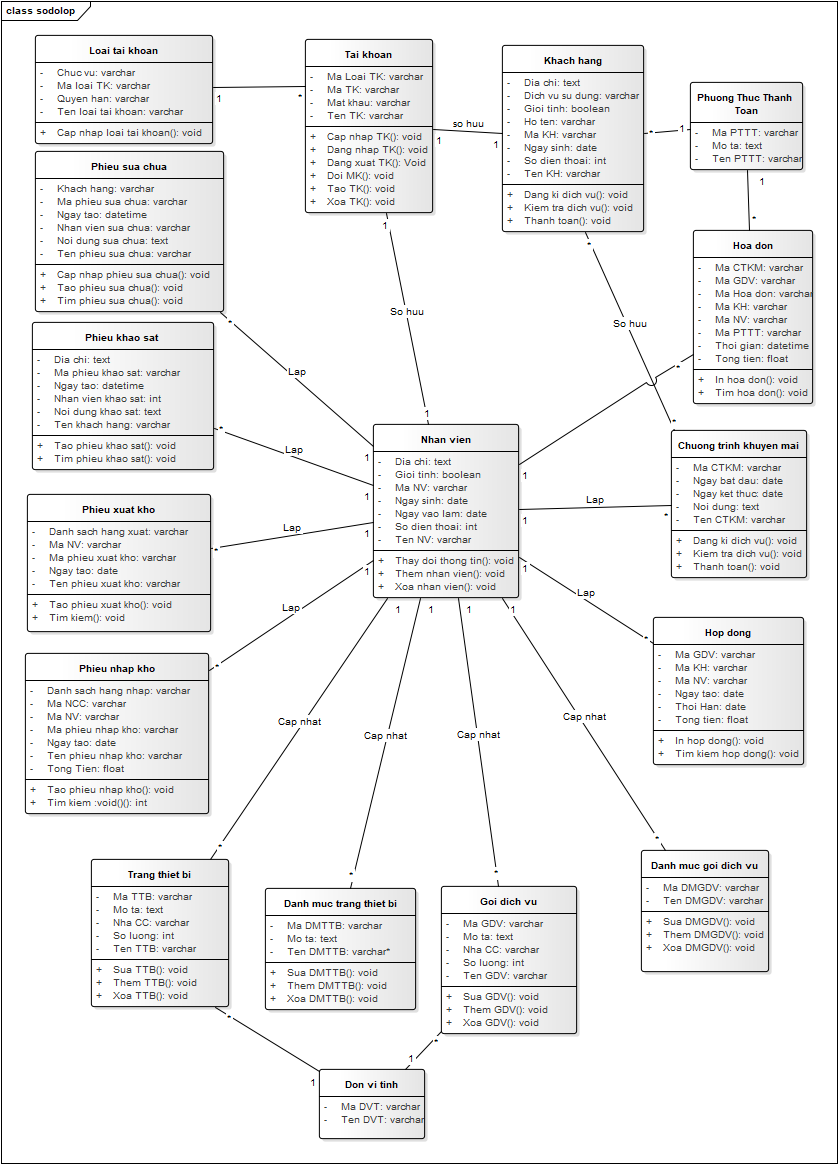 class sodolop
Loai tai khoan
- Chuc vu: varchar
- Ma loai TK: varchar
- Quyen han: varchar
- Ten loai tai khoan: varchar
+ Cap nhap loai tai khoan(): void
1
*
Tai khoan
- Ma Loai TK: varchar
- Ma TK: varchar
- Mat khau: varchar
- Ten TK: varchar
+ Cap nhap TK(): void
+ Dang nhap TK(): void
+ Dang xuat TK(): Void
+ Doi MK(): void
+ Tao TK(): void
+ Xoa TK(): void
so huu
1
1
Khach hang
- Dia chi: text
- Dich vu su dung: varchar
- Gioi tinh: boolean
- Ho ten: varchar
- Ma KH: varchar
- Ngay sinh: date
- So dien thoai: int
- Ten KH: varchar
+ Dang ki dich vu(): void
+ Kiem tra dich vu(): void
+ Thanh toan(): void
*
1
Phuong Thuc Thanh
Toan
- Ma PTTT: varchar
- Mo ta: text
- Ten PTTT: varchar
1
*
Phieu sua chua
- Khach hang: varchar
- Ma phieu sua chua: varchar
- Ngay tao: datetime
- Nhan vien sua chua: varchar
- Noi dung sua chua: text
- Ten phieu sua chua: varchar
+ Cap nhap phieu sua chua(): void
+ Tao phieu sua chua(): void
+ Tim phieu sua chua(): void
*
Lap
1
1
So huu
1
*
So huu
*
Hoa don
- Ma CTKM: varchar
- Ma GDV: varchar
- Ma Hoa don: varchar
- Ma KH: varchar
- Ma NV: varchar
- Ma PTTT: varchar
- Thoi gian: datetime
- Tong tien: float
+ In hoa don(): void
+ Tim hoa don(): void
*
1
Phieu khao sat
- Dia chi: text
- Ma phieu khao sat: varchar
- Ngay tao: datetime
- Nhan vien khao sat: int
- Noi dung khao sat: text
- Ten khach hang: varchar
+ Tao phieu khao sat(): void
+ Tim phieu khao sat(): void
*
Lap
1
Nhan vien
- Dia chi: text
- Gioi tinh: boolean
- Ma NV: varchar
- Ngay sinh: date
- Ngay vao lam: date
- So dien thoai: int
- Ten NV: varchar
+ Thay doi thong tin(): void
+ Them nhan vien(): void
+ Xoa nhan vien(): void
Chuong trinh khuyen mai
- Ma CTKM: varchar
- Ngay bat dau: date
- Ngay ket thuc: date
- Noi dung: text
- Ten CTKM: varchar
+ Dang ki dich vu(): void
+ Kiem tra dich vu(): void
+ Thanh toan(): void
Lap
1
*
Phieu xuat kho
- Danh sach hang xuat: varchar
- Ma NV: varchar
- Ma phieu xuat kho: varchar
- Ngay tao: date
- Ten phieu xuat kho: varchar
+ Tao phieu xuat kho(): void
+ Tim kiem(): void
*
Lap
1
Lap
1
*
1
Lap
*
Hop dong
- Ma GDV: varchar
- Ma KH: varchar
- Ma NV: varchar
- Ngay tao: date
- Thoi Han: date
- Tong tien: float
+ In hop dong(): void
+ Tim kiem hop dong(): void
Phieu nhap kho
- Danh sach hang nhap: varchar
- Ma NCC: varchar
- Ma NV: varchar
- Ma phieu nhap kho: varchar
- Ngay tao: date
- Ten phieu nhap kho: varchar
- Tong Tien: float
+ Tao phieu nhap kho(): void
+ Tim kiem :void()(): int
1
1
1
1
Cap nhat
Cap nhat
Cap nhat
Cap nhat
*
*
*
*
Trang thiet bi
- Ma TTB: varchar
- Mo ta: text
- Nha CC: varchar
- So luong: int
- Ten TTB: varchar
+ Sua TTB(): void
+ Them TTB(): void
+ Xoa TTB(): void
Danh muc trang thiet bi
- Ma DMTTB: varchar
- Mo ta: text
- Ten DMTTB: varchar*
+ Sua DMTTB(): void
+ Them DMTTB(): void
+ Xoa DMTTB(): void
Goi dich vu
- Ma GDV: varchar
- Mo ta: text
- Nha CC: varchar
- So luong: int
- Ten GDV: varchar
+ Sua GDV(): void
+ Them GDV(): void
+ Xoa GDV(): void
Danh muc goi dich vu
- Ma DMGDV: varchar
- Ten DMGDV: varchar
+ Sua DMGDV(): void
+ Them DMGDV(): void
+ Xoa DMGDV(): void
*
1
*
1
Don vi tinh
- Ma DVT: varchar
- Ten DVT: varchar